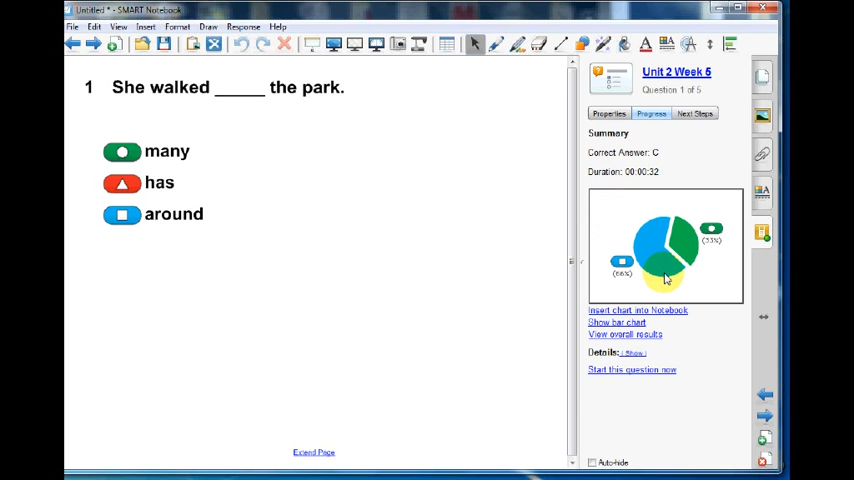 Untitled * - SMART Notebook
File Edit View Insert Format Draw Response Help
1 She walked _____ the park.
many
has
around
Extend Page
Unit 2 Week 5
Question 1 of 5
Properties Progress Next Steps
Summary
Correct Answer: C
Duration: 00:00:32
(33%)
(66%)
Insert chart into Notebook
Show bar chart
View overall results
Details: [ Show ]
Start this question now
Auto-hide